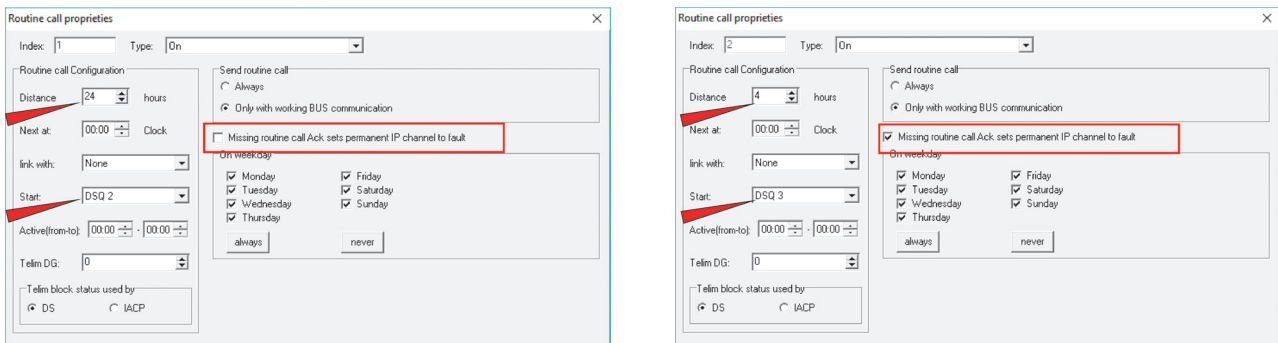 Routine call proprieties
Index: 1 Type: On
Routine call Configuration
Distance 24 hours
Next at: 00:00 Clock
link with: None
Start: DSQ 2
Active(from-to): 00:00 - 00:00
Telim DG: 0
Telim block status used by
DS IACP
Send routine call
Always
Only with working BUS communication
Missing routine call Ack sets permanent IP channel to fault
On weekday
Monday Friday
Tuesday Saturday
Wednesday Sunday
Thursday
always never
Routine call proprieties
Index: 2 Type: On
Routine call Configuration
Distance 4 hours
Next at: 00:00 Clock
link with: None
Start: DSQ 3
Active(from-to): 00:00 - 00:00
Telim DG: 0
Telim block status used by
DS IACP
Send routine call
Always
Only with working BUS communication
Missing routine call Ack sets permanent IP channel to fault
On weekday
Monday Friday
Tuesday Saturday
Wednesday Sunday
Thursday
always never